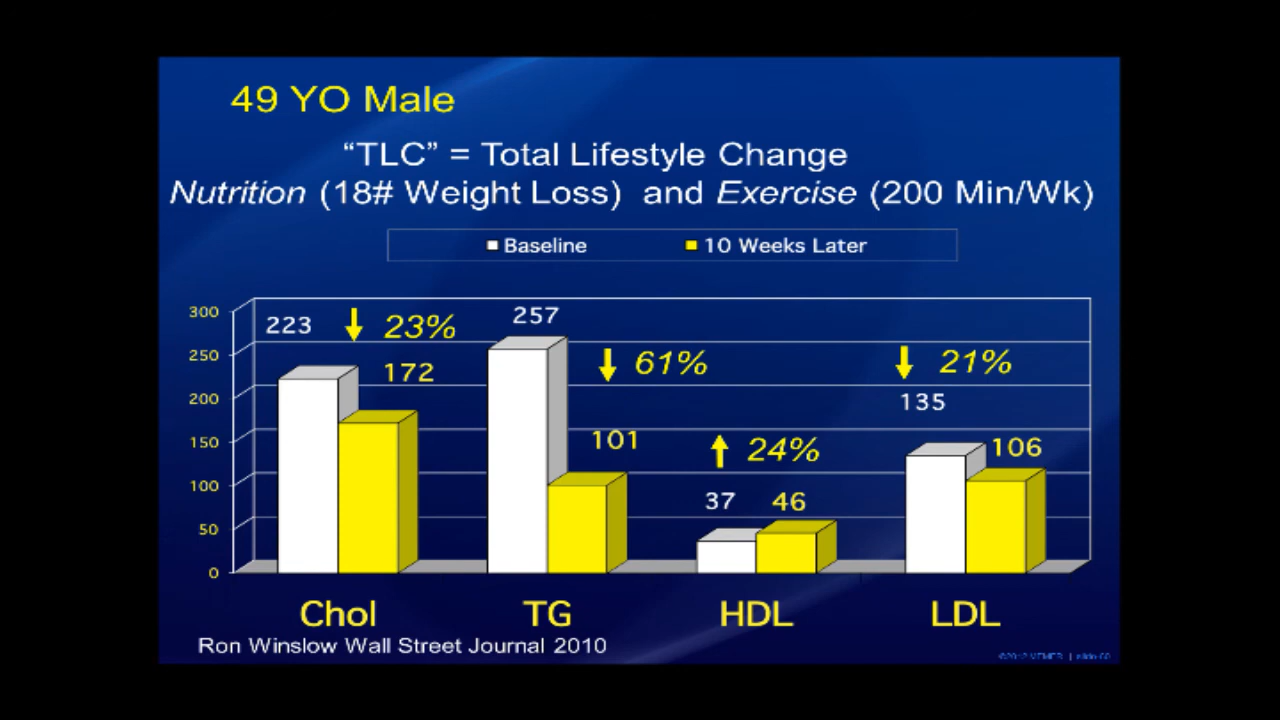 49 YO Male
“TLC” = Total Lifestyle Change
Nutrition (18# Weight Loss) and Exercise (200 Min/Wk)
Baseline 10 Weeks Later
300
250
200
150
100
50
0
223 23% 172
257 61% 101
24% 37 46
21% 135 106
Chol TG HDL LDL
Ron Winslow Wall Street Journal 2010
©2012